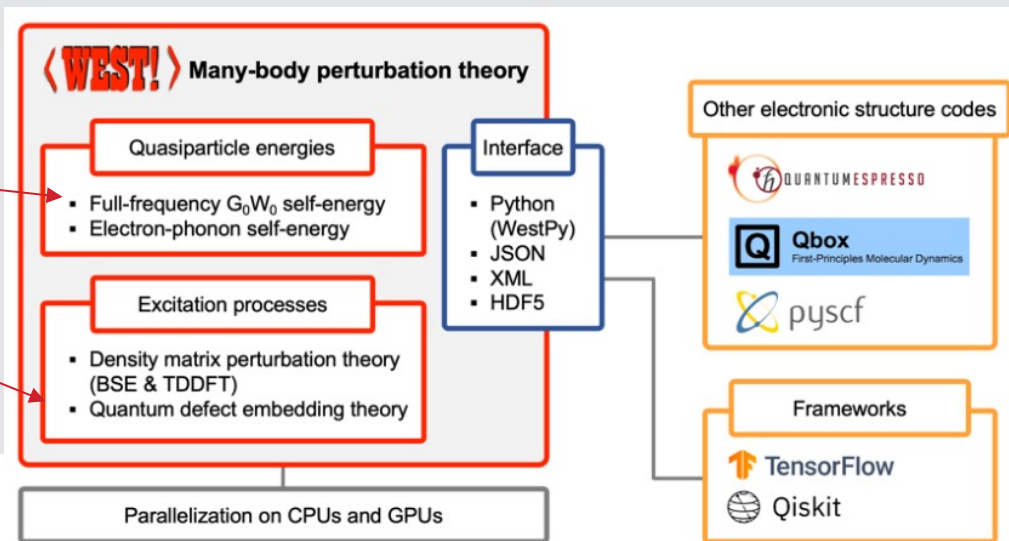 〈WEST!〉 Many-body perturbation theory
Quasiparticle energies
▪ Full-frequency G₀W₀ self-energy
▪ Electron-phonon self-energy
Excitation processes
▪ Density matrix perturbation theory
(BSE & TDDFT)
▪ Quantum defect embedding theory
Interface
▪ Python
(WestPy)
▪ JSON
▪ XML
▪ HDF5
Parallelization on CPUs and GPUs
Other electronic structure codes
ħ QUANTUMESPRESSO
Q Qbox
First-Principles Molecular Dynamics
pyscf
Frameworks
TensorFlow
Qiskit